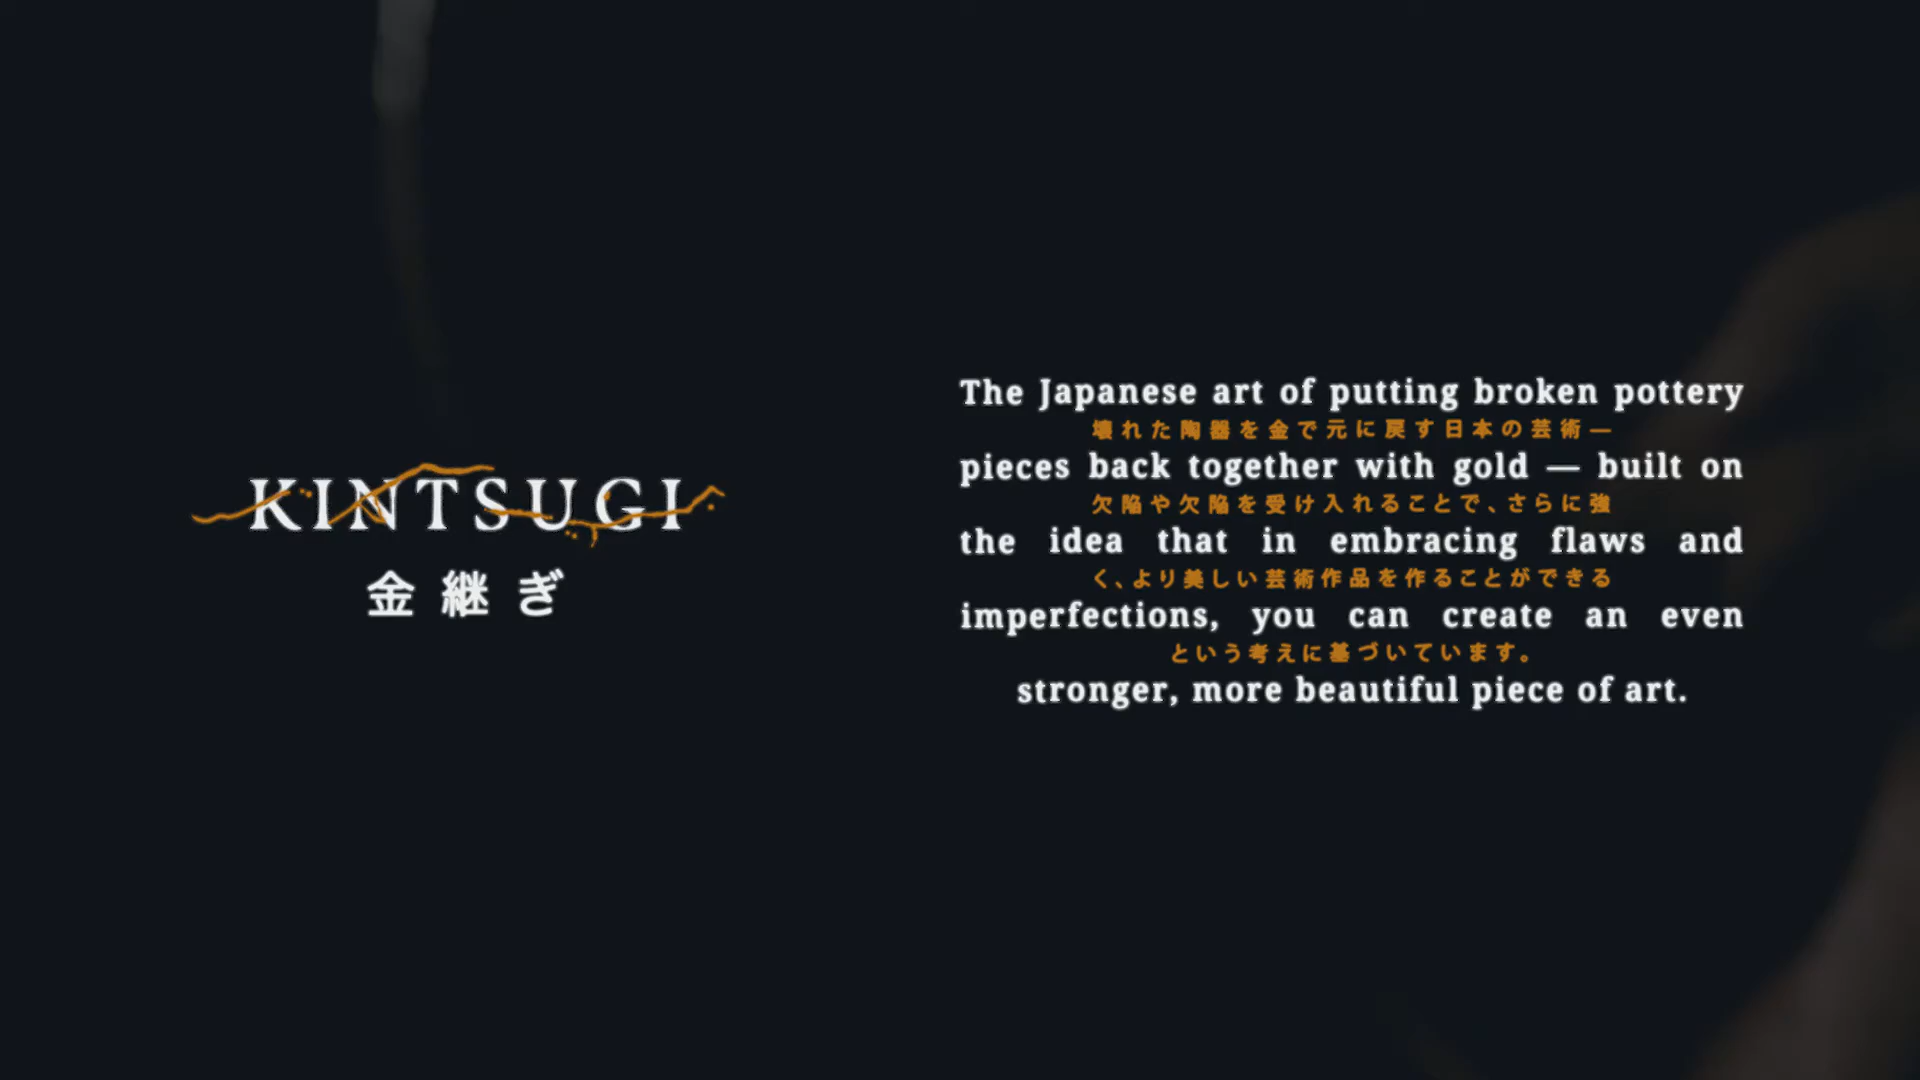 KINTSUGI
金継ぎ
The Japanese art of putting broken pottery
壊れた陶器を金で元に戻す日本の芸術—
pieces back together with gold — built on
欠陥や欠陥を受け入れることで、さらに強
the idea that in embracing flaws and
く、より美しい芸術作品を作ることができる
imperfections, you can create an even
という考えに基づいています。
stronger, more beautiful piece of art.